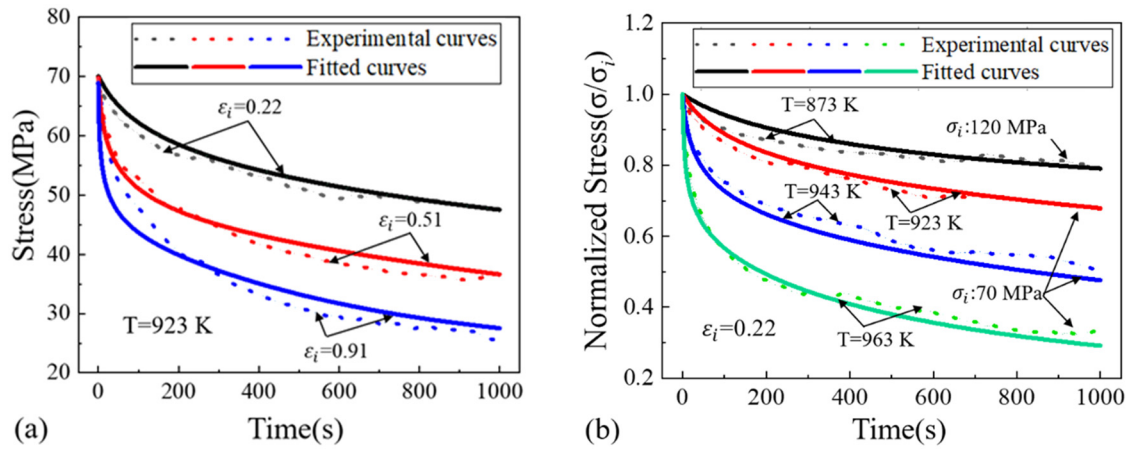 Stress(MPa)
80
70
60
50
40
30
20
Experimental curves
Fitted curves
εi=0.22
εi=0.51
εi=0.91
T=923 K
0 200 400 600 800 1000
Time(s)
(a)
Normalized Stress(σ/σi)
1.2
1.0
0.8
0.6
0.4
0.2
Experimental curves
Fitted curves
T=873 K
σi:120 MPa
T=943 K
T=923 K
σi:70 MPa
T=963 K
εi=0.22
0 200 400 600 800 1000
Time(s)
(b)